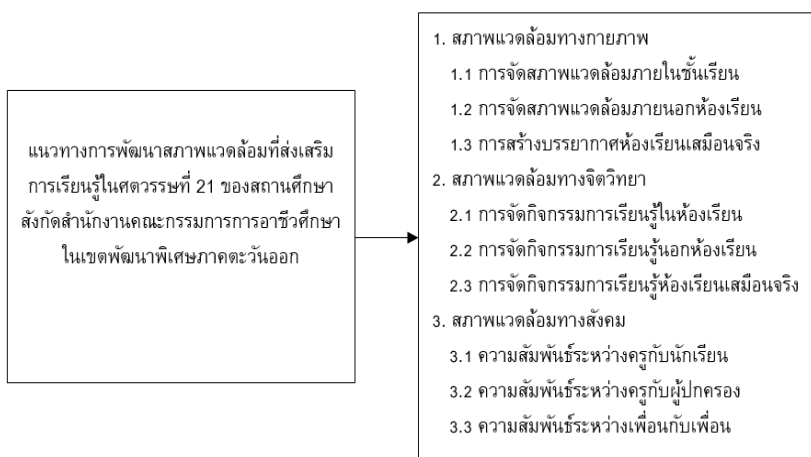 แนวทางการพัฒนาสภาพแวดล้อมที่ส่งเสริม
การเรียนรู้ในศตวรรษที่ 21 ของสถานศึกษา
สังกัดสำนักงานคณะกรรมการการอาชีวศึกษา
ในเขตพัฒนาพิเศษภาคตะวันออก
1. สภาพแวดล้อมทางกายภาพ
1.1 การจัดสภาพแวดล้อมภายในชั้นเรียน
1.2 การจัดสภาพแวดล้อมภายนอกห้องเรียน
1.3 การสร้างบรรยากาศห้องเรียนเสมือนจริง
2. สภาพแวดล้อมทางจิตวิทยา
2.1 การจัดกิจกรรมการเรียนรู้ในห้องเรียน
2.2 การจัดกิจกรรมการเรียนรู้นอกห้องเรียน
2.3 การจัดกิจกรรมการเรียนรู้ห้องเรียนเสมือนจริง
3. สภาพแวดล้อมทางสังคม
3.1 ความสัมพันธ์ระหว่างครูกับนักเรียน
3.2 ความสัมพันธ์ระหว่างครูกับผู้ปกครอง
3.3 ความสัมพันธ์ระหว่างเพื่อนกับเพื่อน